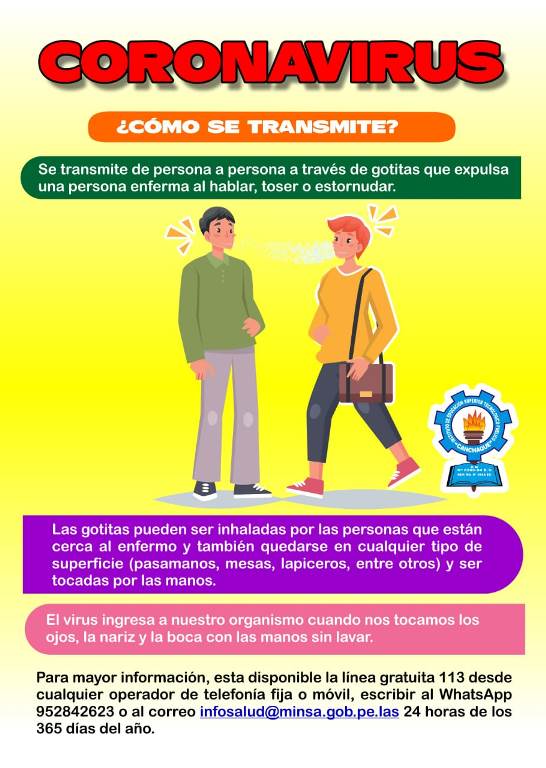 CORONAVIRUS
¿CÓMO SE TRANSMITE?
Se transmite de persona a persona a través de gotitas que expulsa
una persona enferma al hablar, toser o estornudar.
"CANCHAQUE"
Las gotitas pueden ser inhaladas por las personas que están
cerca al enfermo y también quedarse en cualquier tipo de
superficie (pasamanos, mesas, lapiceros, entre otros) y ser
tocadas por las manos.
El virus ingresa a nuestro organismo cuando nos tocamos los
ojos, la nariz y la boca con las manos sin lavar.
Para mayor información, esta disponible la línea gratuita 113 desde
cualquier operador de telefonía fija o móvil, escribir al WhatsApp
952842623 o al correo infosalud@minsa.gob.pe.las 24 horas de los
365 días del año.